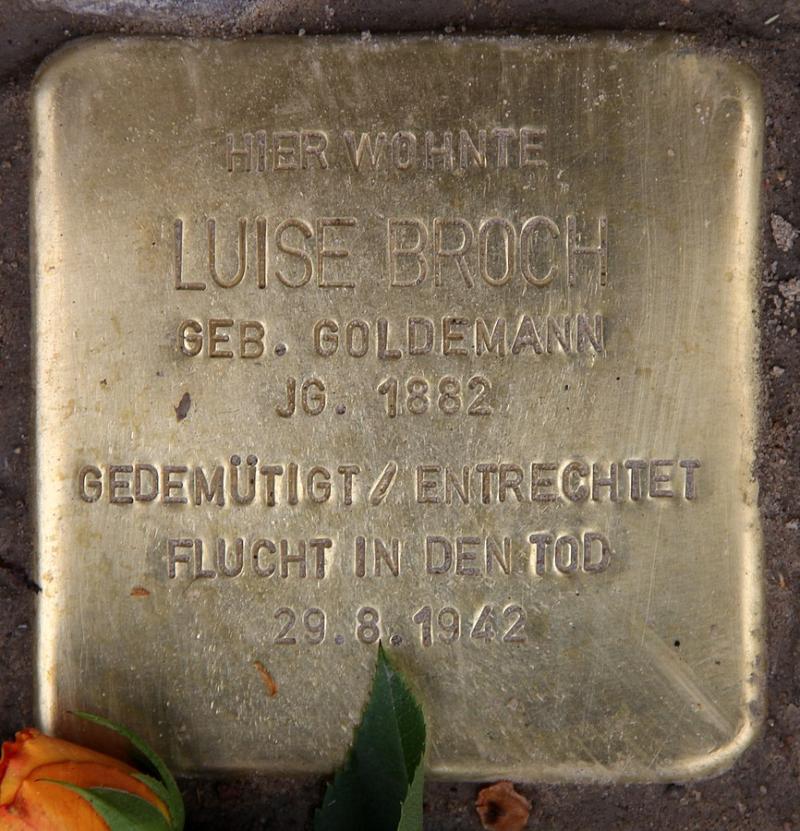 HIER WOHNTE
LUISE BROCH
GEB. GOLDEMANN
JG. 1882
GEDEMÜTIGT / ENTRECHTET
FLUCHT IN DEN TOD
29.8.1942